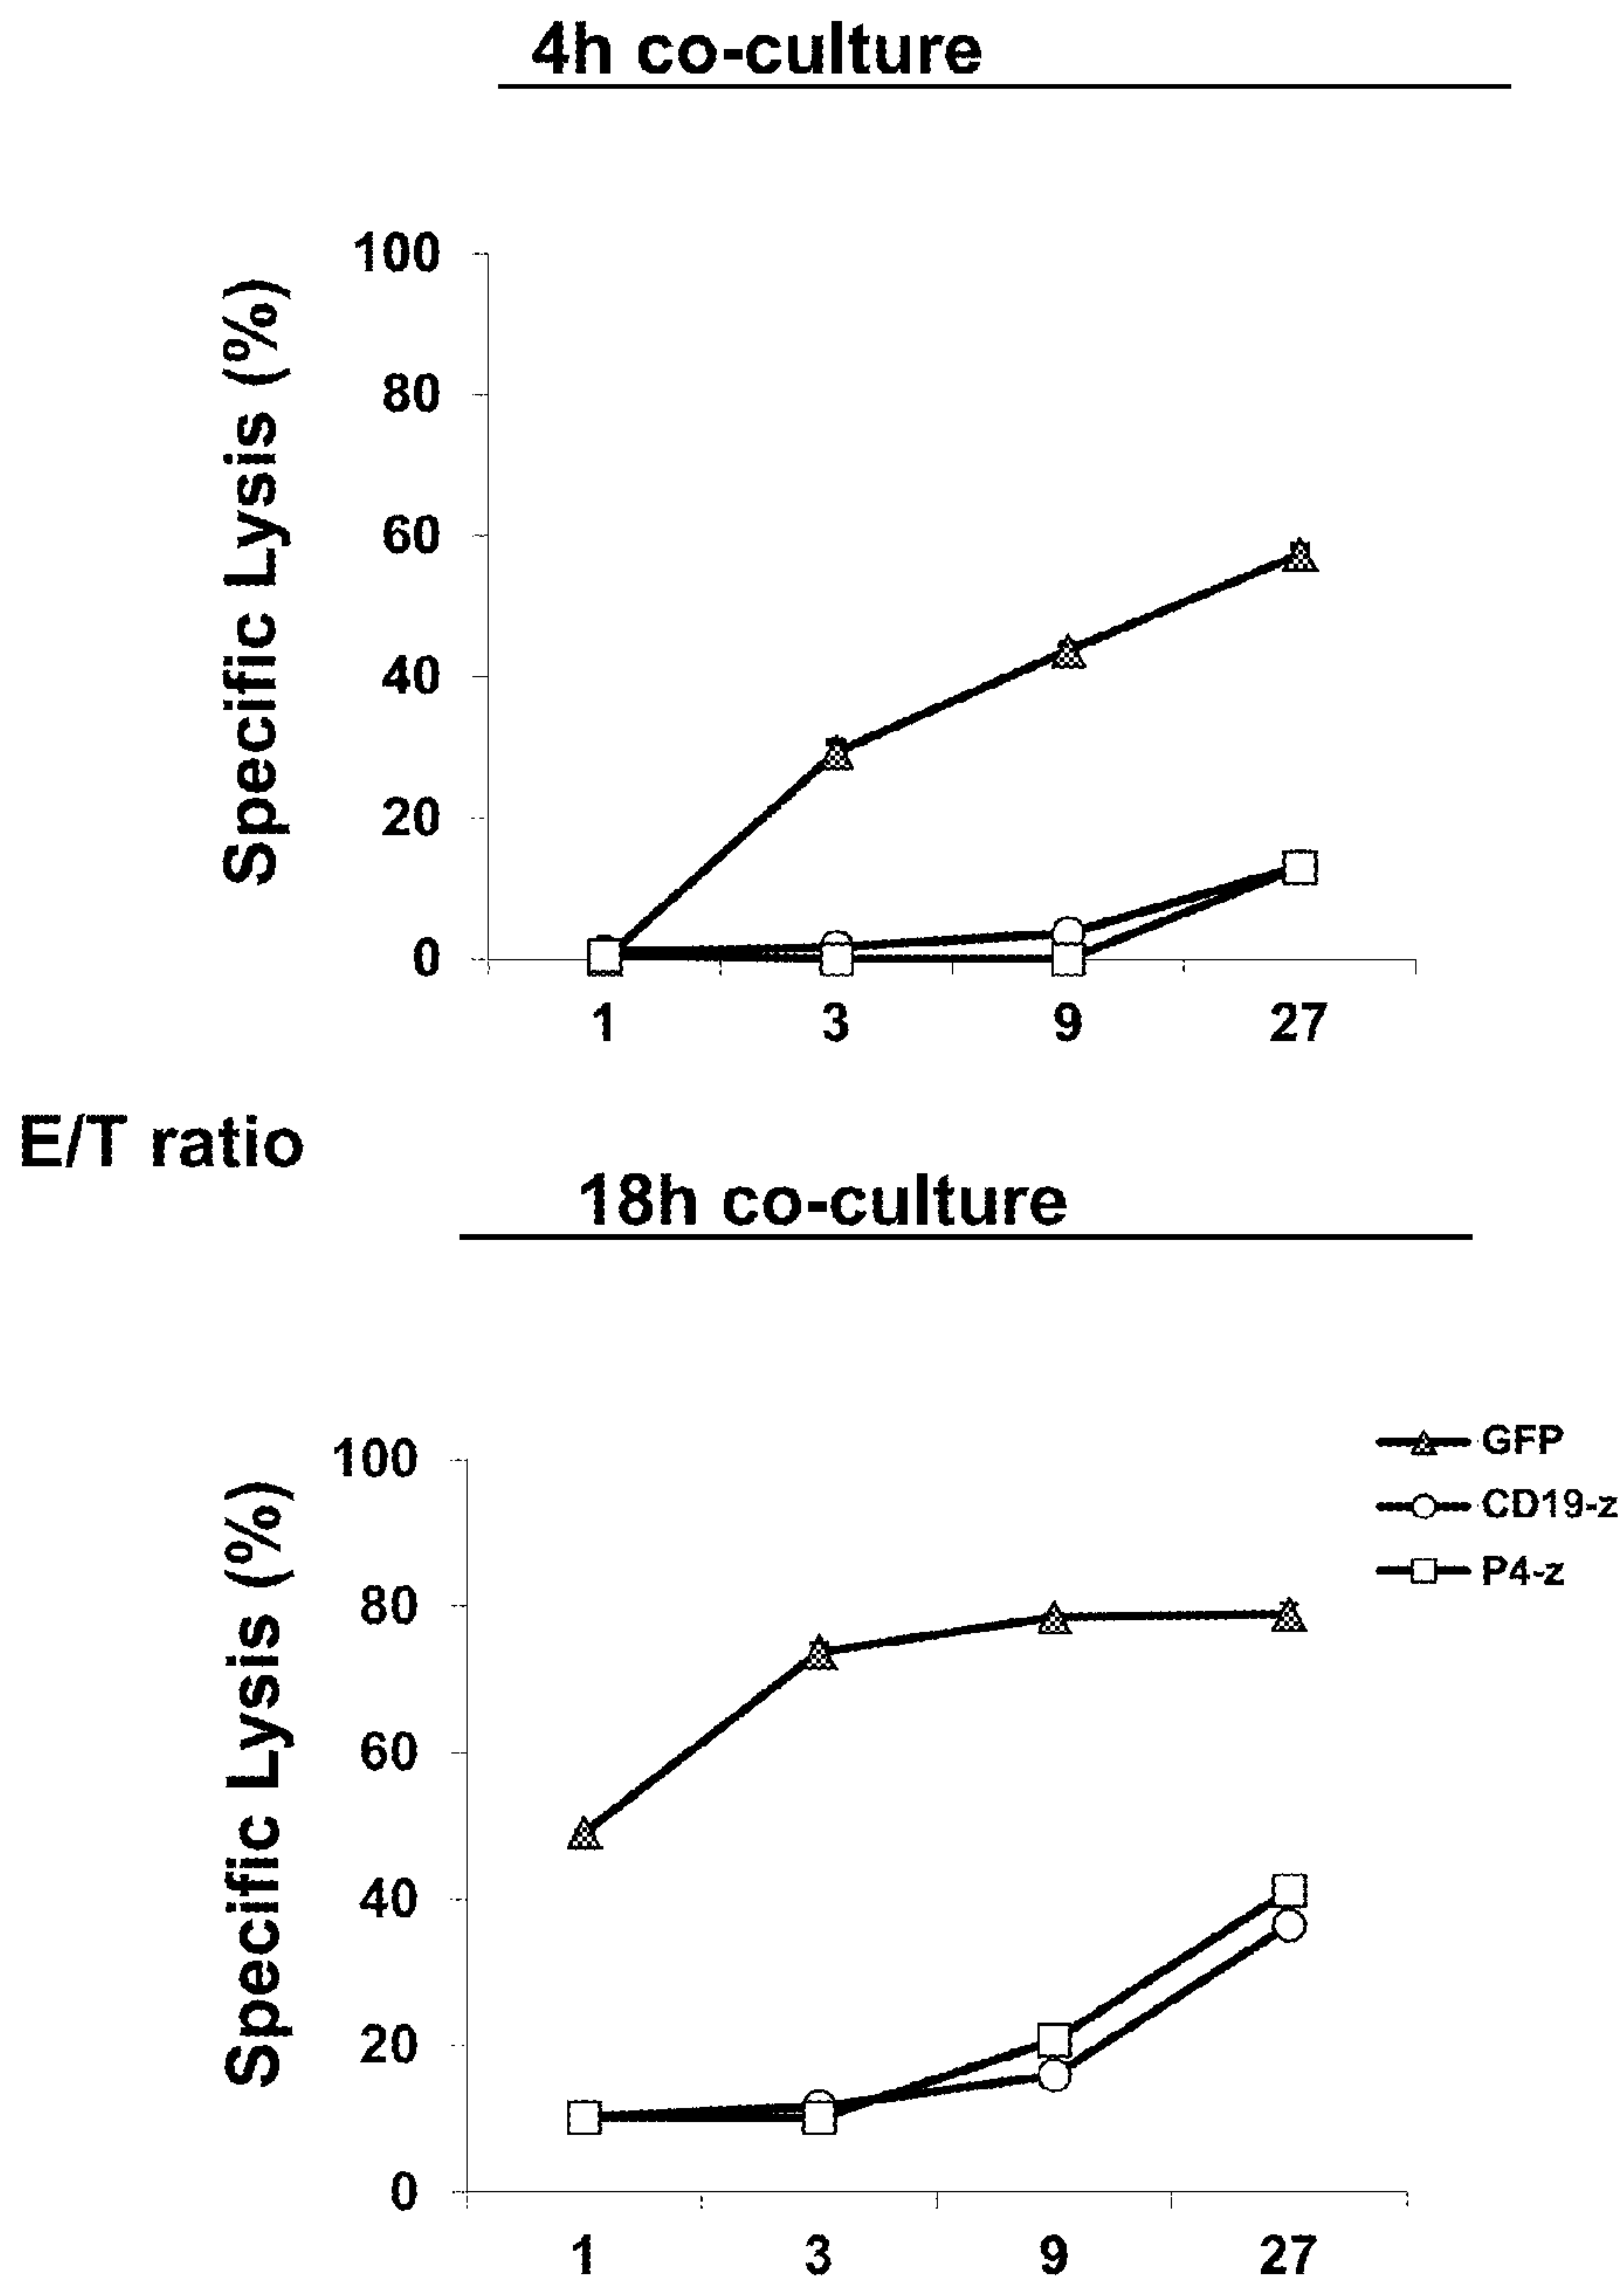 4h co-culture
Specific Lysis (%)
100
80
60
40
20
0
1 3 9 27
E/T ratio
18h co-culture
Specific Lysis (%)
100
80
60
40
20
0
GFP
CD19-z
P4-z
1 3 9 27